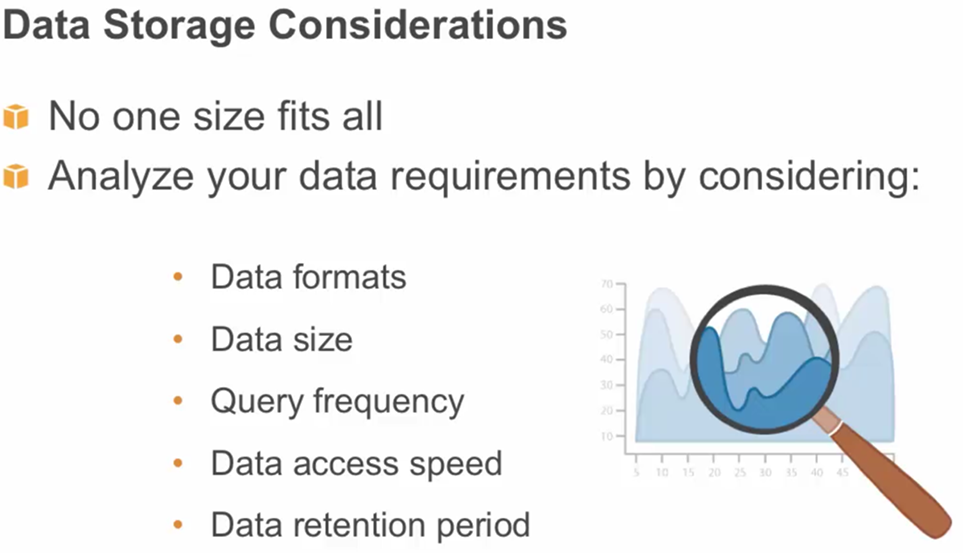 Data Storage Considerations
No one size fits all
Analyze your data requirements by considering:
• Data formats
• Data size
• Query frequency
• Data access speed
• Data retention period
70
60
50
40
30
20
10
5 10 15 20 25 30 35 40 45